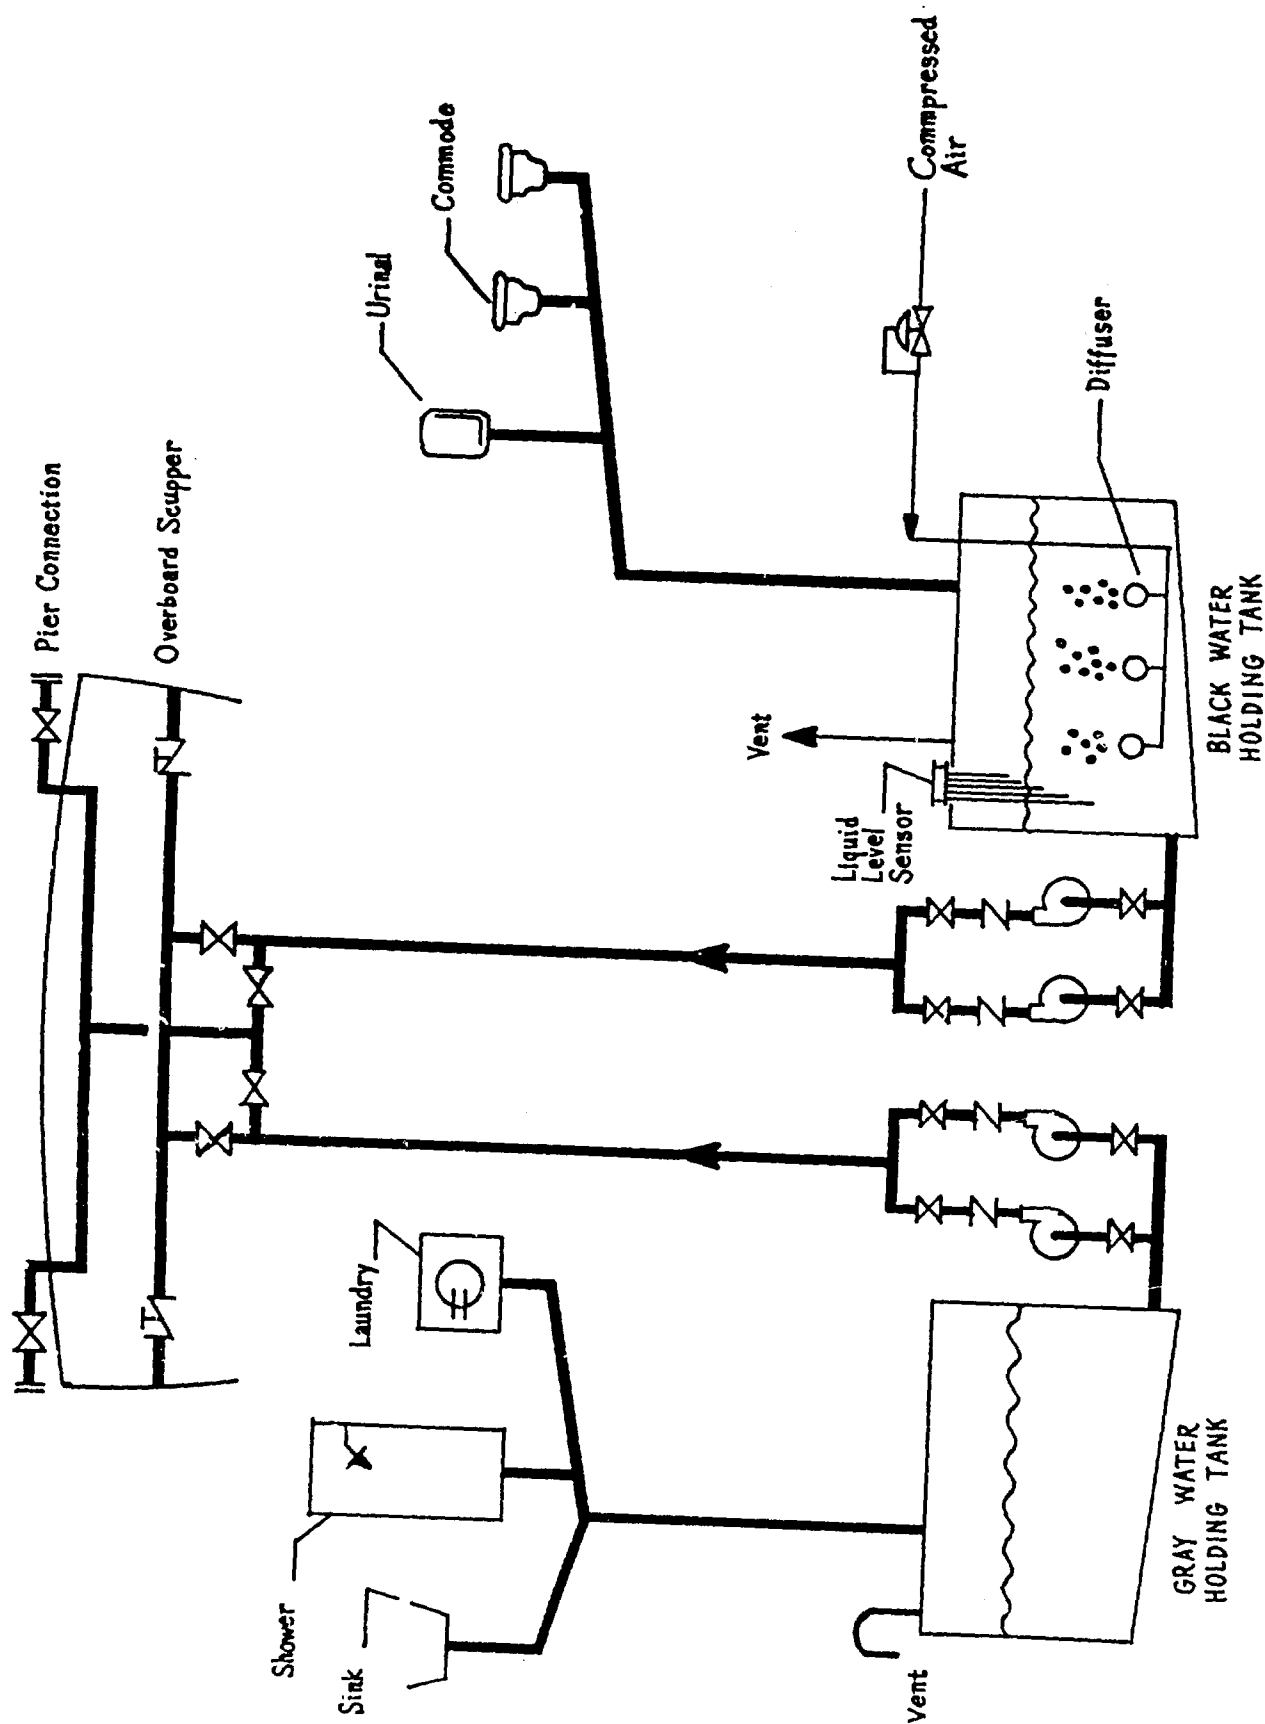 Pier Connection
Overboard Scupper
Urinal
Commode
Commpressed
Air
Diffuser
Vent
Liquid
Level
Sensor
BLACK WATER
HOLDING TANK
Laundry
Shower
Sink
Vent
GRAY WATER
HOLDING TANK